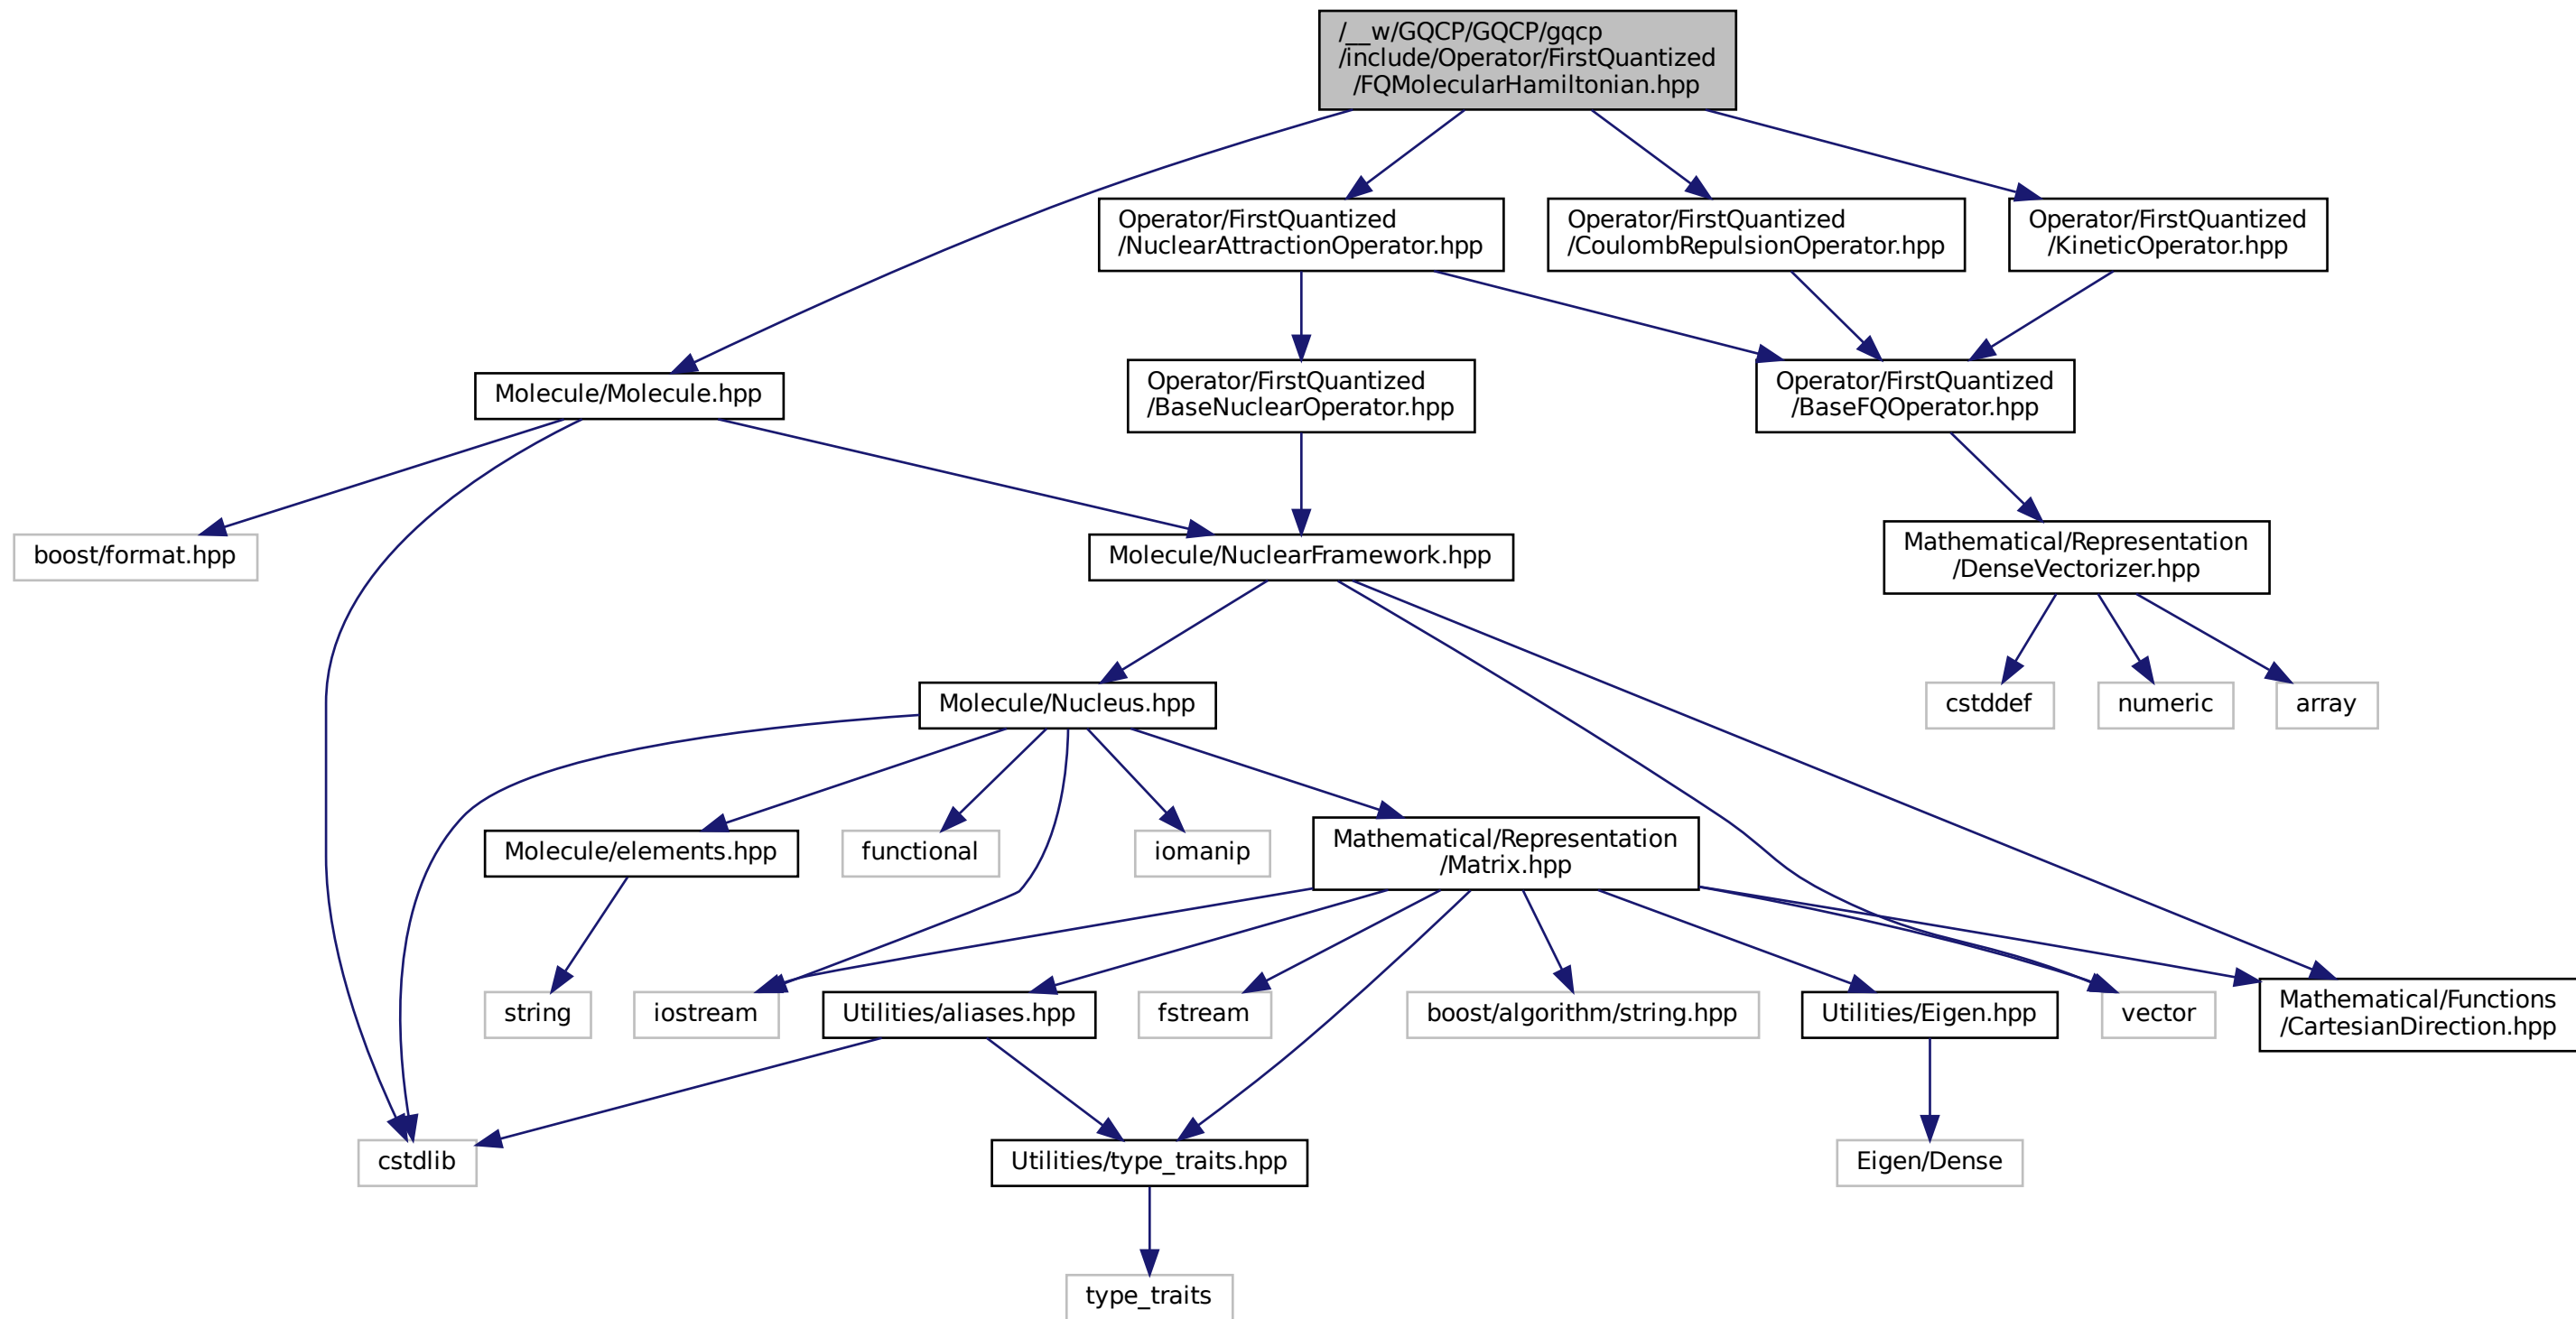 /__w/GQCP/GQCP/gqcp
/include/Operator/FirstQuantized
/FQMolecularHamiltonian.hpp
Operator/FirstQuantized
/NuclearAttractionOperator.hpp
Operator/FirstQuantized
/CoulombRepulsionOperator.hpp
Operator/FirstQuantized
/KineticOperator.hpp
Molecule/Molecule.hpp
Operator/FirstQuantized
/BaseNuclearOperator.hpp
Operator/FirstQuantized
/BaseFQOperator.hpp
boost/format.hpp
Molecule/NuclearFramework.hpp
Mathematical/Representation
/DenseVectorizer.hpp
Molecule/Nucleus.hpp
cstddef
numeric
array
Molecule/elements.hpp
functional
iomanip
Mathematical/Representation
/Matrix.hpp
string
iostream
Utilities/aliases.hpp
fstream
boost/algorithm/string.hpp
Utilities/Eigen.hpp
vector
Mathematical/Functions
/CartesianDirection.hpp
cstdlib
Utilities/type_traits.hpp
Eigen/Dense
type_traits